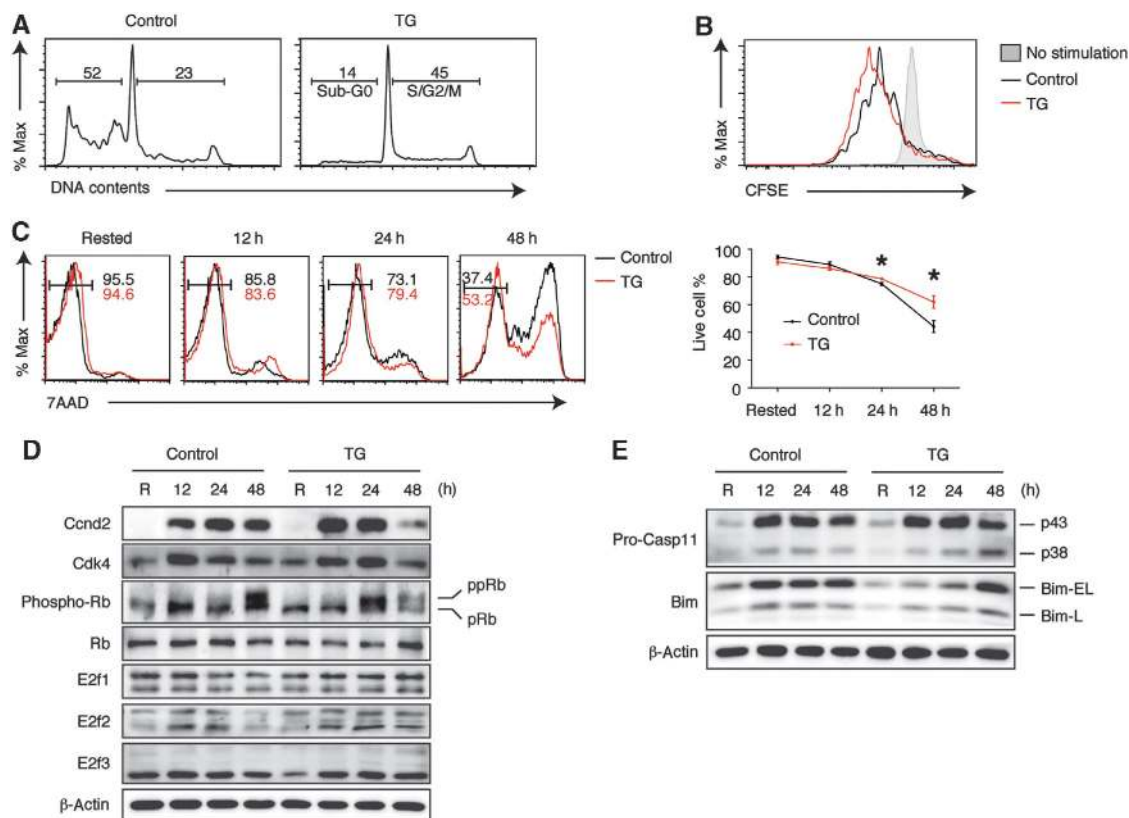 A
Control
TG
% Max
52
23
14
Sub-G0
45
S/G2/M
DNA contents
B
% Max
CFSE
No stimulation
Control
TG
C
Rested
12 h
24 h
48 h
% Max
95.5
94.6
85.8
83.6
73.1
79.4
37.4
53.2
Control
TG
7AAD
Live cell %
100
80
60
40
20
0
*
*
Control
TG
Rested
12 h
24 h
48 h
D
Control
TG
R 12 24 48 R 12 24 48 (h)
Ccnd2
Cdk4
Phospho-Rb
ppRb
pRb
Rb
E2f1
E2f2
E2f3
β-Actin
E
Control
TG
R 12 24 48 R 12 24 48 (h)
Pro-Casp11
p43
p38
Bim
Bim-EL
Bim-L
β-Actin